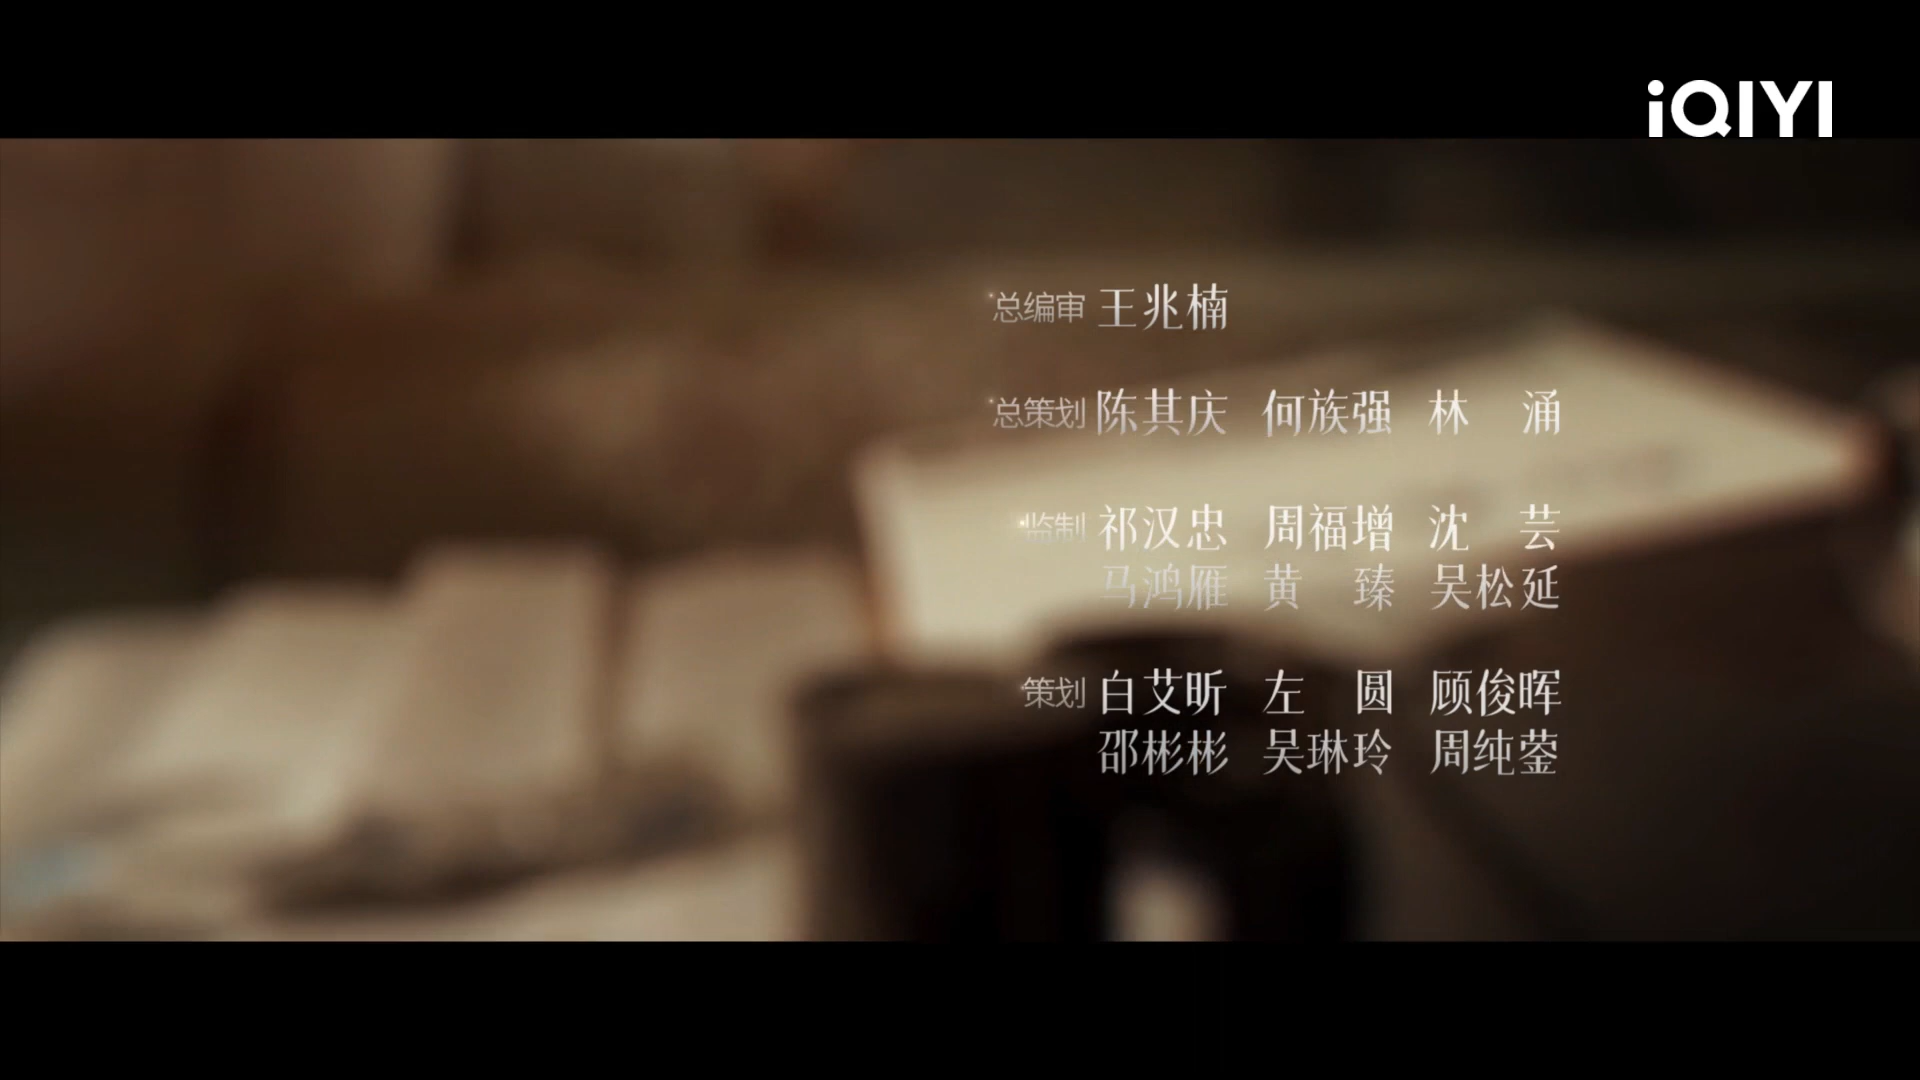 iQIYI
总编审 王兆楠
总策划 陈其庆 何族强 林 涌
监制 祁汉忠 周福增 沈 芸
马鸿雁 黄 臻 吴松延
策划 白艾昕 左 圆 顾俊晖
邵彬彬 吴琳玲 周纯蓥